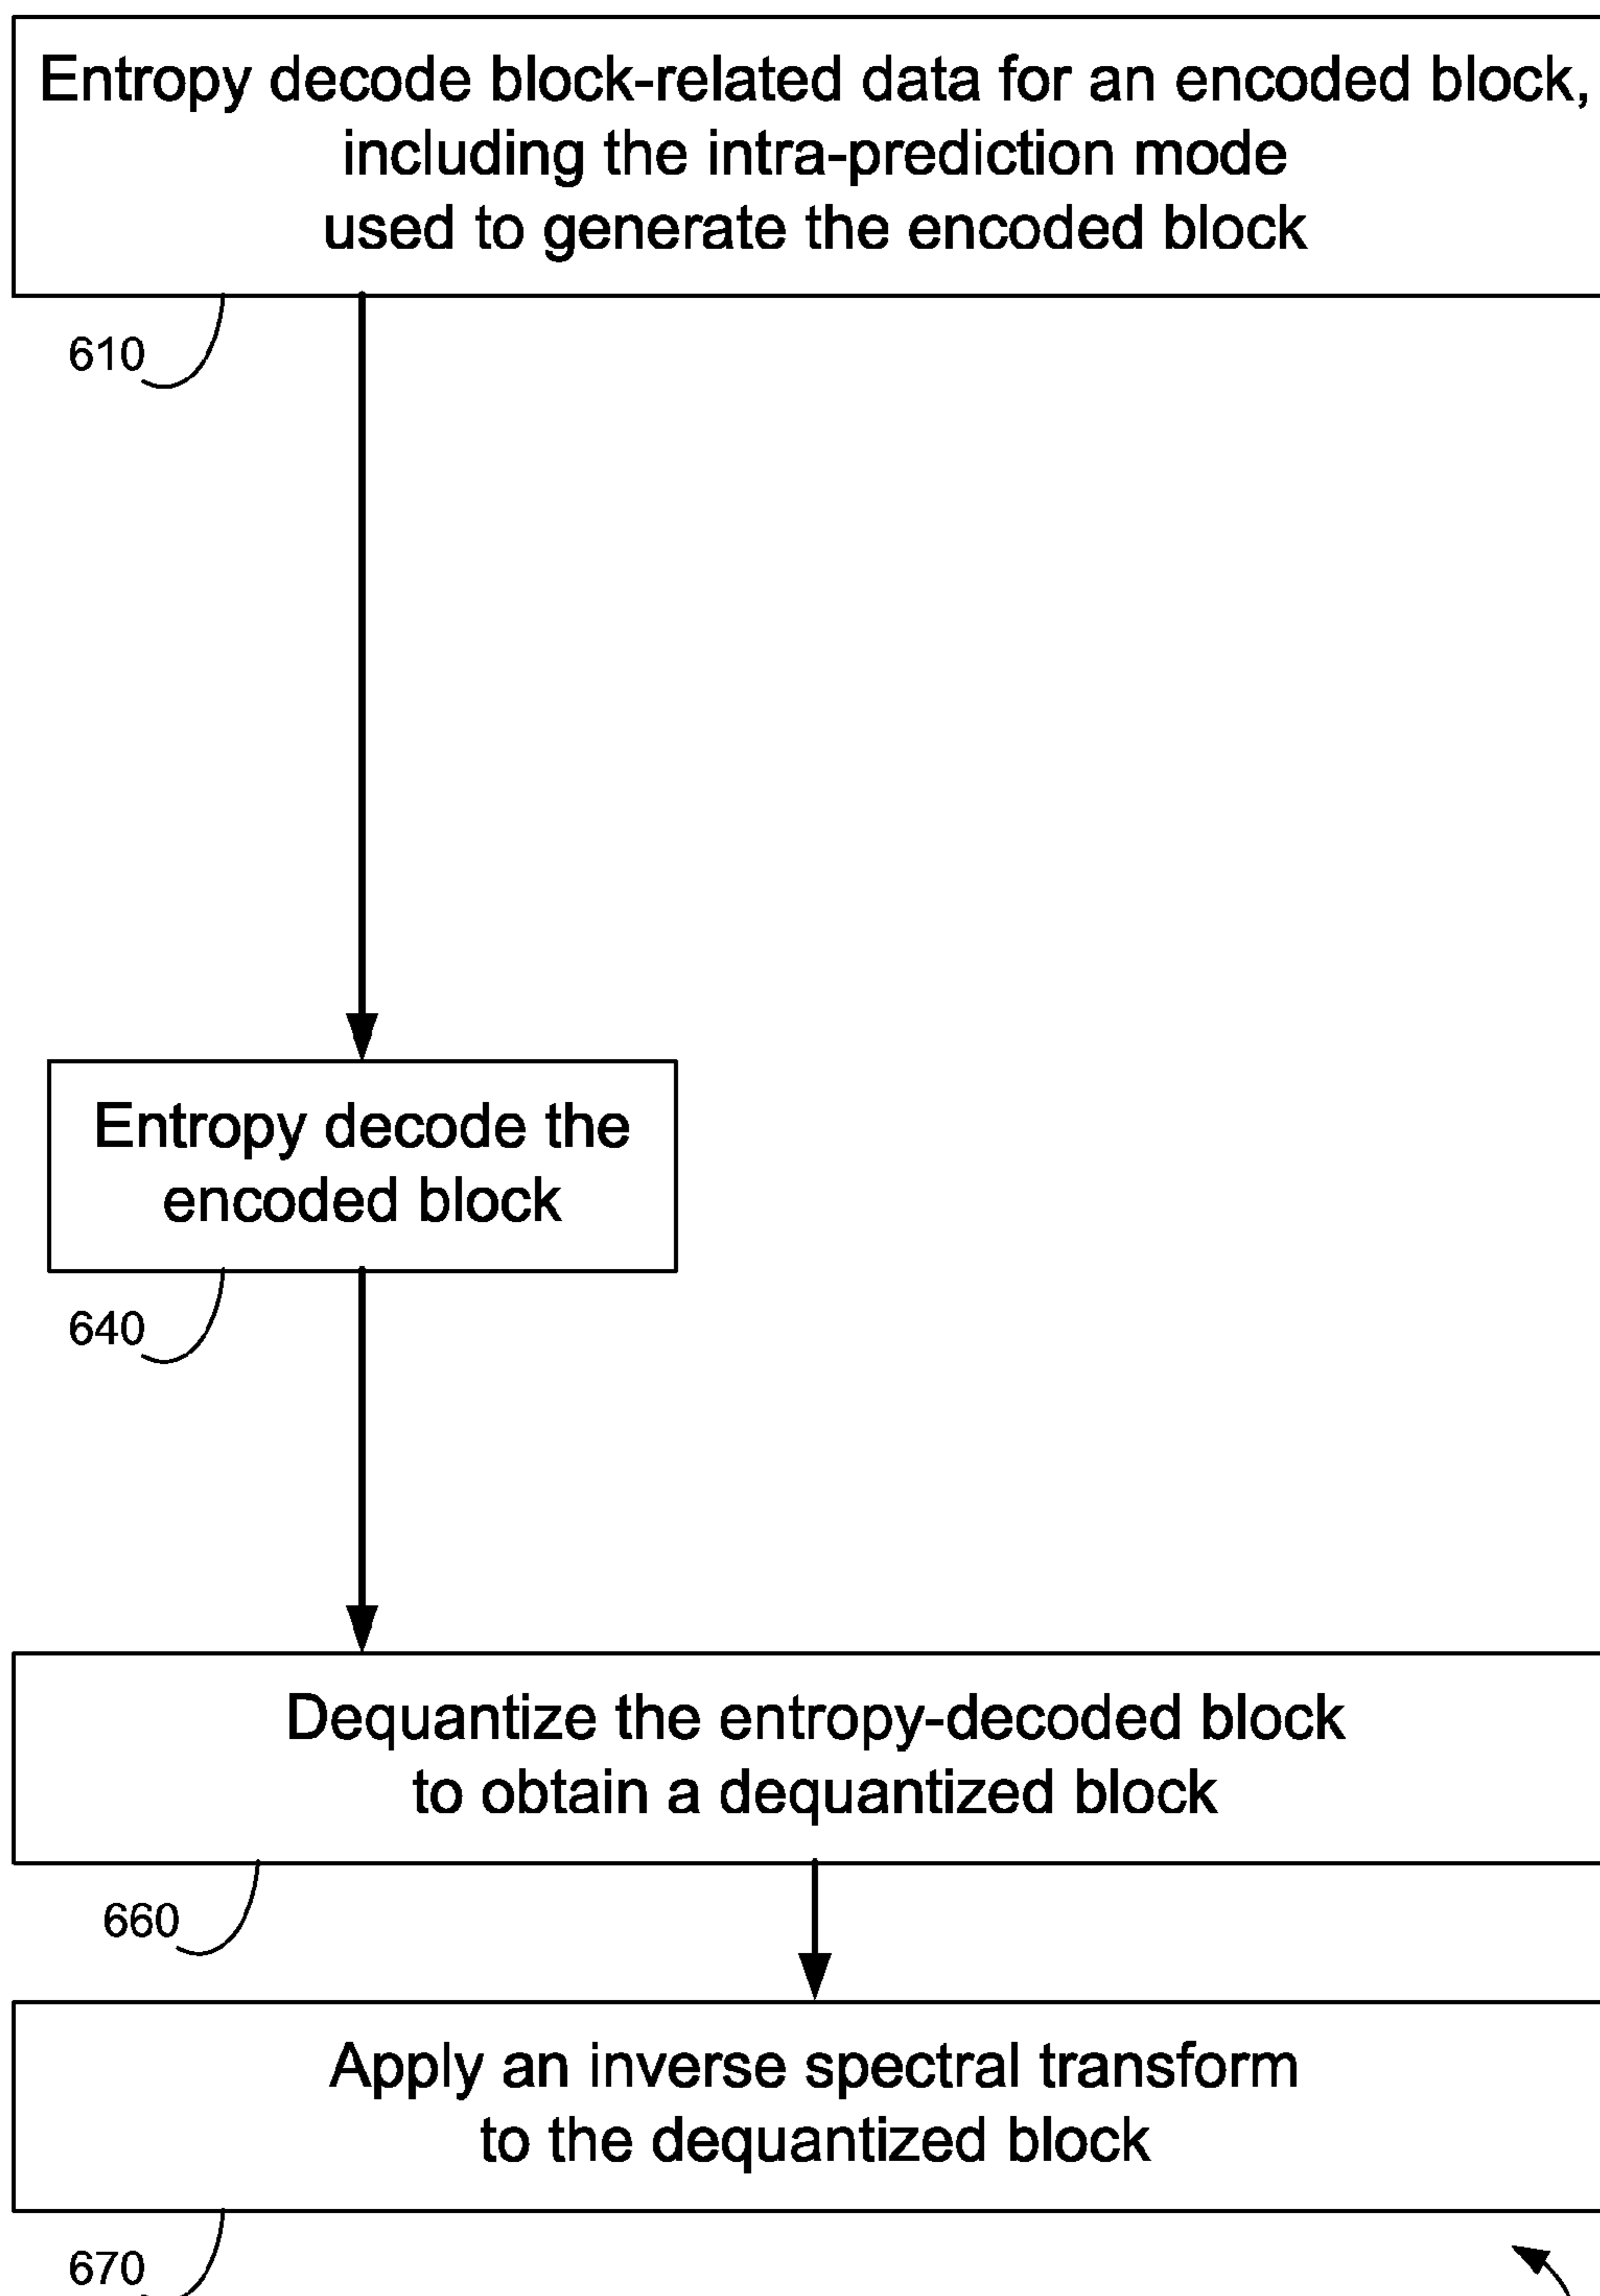 Entropy decode block-related data for an encoded block,
including the intra-prediction mode
used to generate the encoded block
610
Entropy decode the
encoded block
640
Dequantize the entropy-decoded block
to obtain a dequantized block
660
Apply an inverse spectral transform
to the dequantized block
670